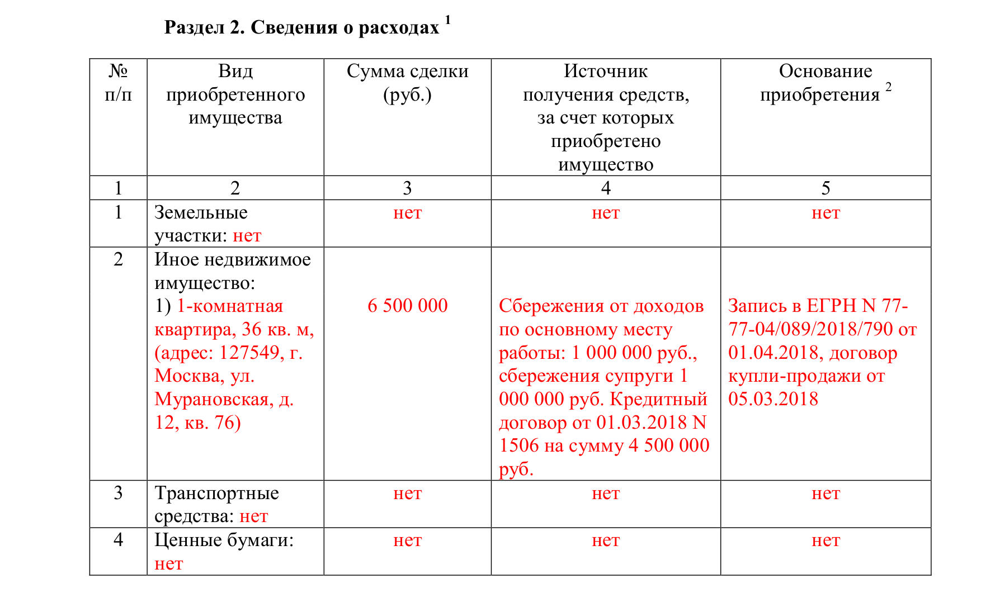 Раздел 2. Сведения о расходах 1
№
п/п
Вид
приобретенного
имущества
Сумма сделки
(руб.)
Источник
получения средств,
за счет которых
приобретено
имущество
Основание
приобретения 2
1
2
3
4
5
1
Земельные
участки: нет
нет
нет
нет
2
Иное недвижимое
имущество:
1) 1-комнатная
квартира, 36 кв. м,
(адрес: 127549, г.
Москва, ул.
Мурановская, д.
12, кв. 76)
6 500 000
Сбережения от доходов
по основному месту
работы: 1 000 000 руб.,
сбережения супруги 1
000 000 руб. Кредитный
договор от 01.03.2018 N
1506 на сумму 4 500 000
руб.
Запись в ЕГРН N 77-
77-04/089/2018/790 от
01.04.2018, договор
купли-продажи от
05.03.2018
3
Транспортные
средства: нет
нет
нет
нет
4
Ценные бумаги:
нет
нет
нет
нет